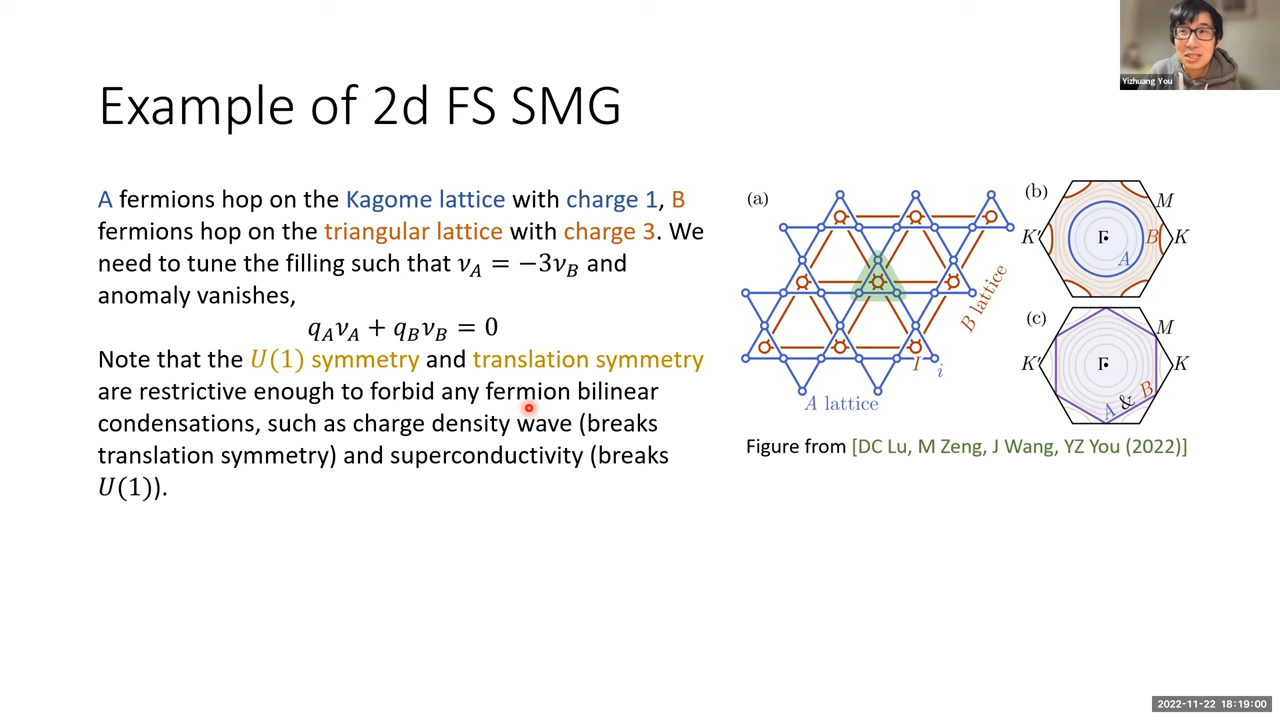 Yizhuang You
Example of 2d FS SMG
A fermions hop on the Kagome lattice with charge 1, B
fermions hop on the triangular lattice with charge 3. We
need to tune the filling such that ν_A = −3ν_B and
anomaly vanishes,
q_Aν_A + q_Bν_B = 0
Note that the U(1) symmetry and translation symmetry
are restrictive enough to forbid any fermion bilinear
condensations, such as charge density wave (breaks
translation symmetry) and superconductivity (breaks
U(1)).
(a)
B lattice
I
i
A lattice
(b)
M
K′
Γ
B
K
A
(c)
M
K′
Γ
K
A & B
Figure from [DC Lu, M Zeng, J Wang, YZ You (2022)]
2022-11-22 18:19:00